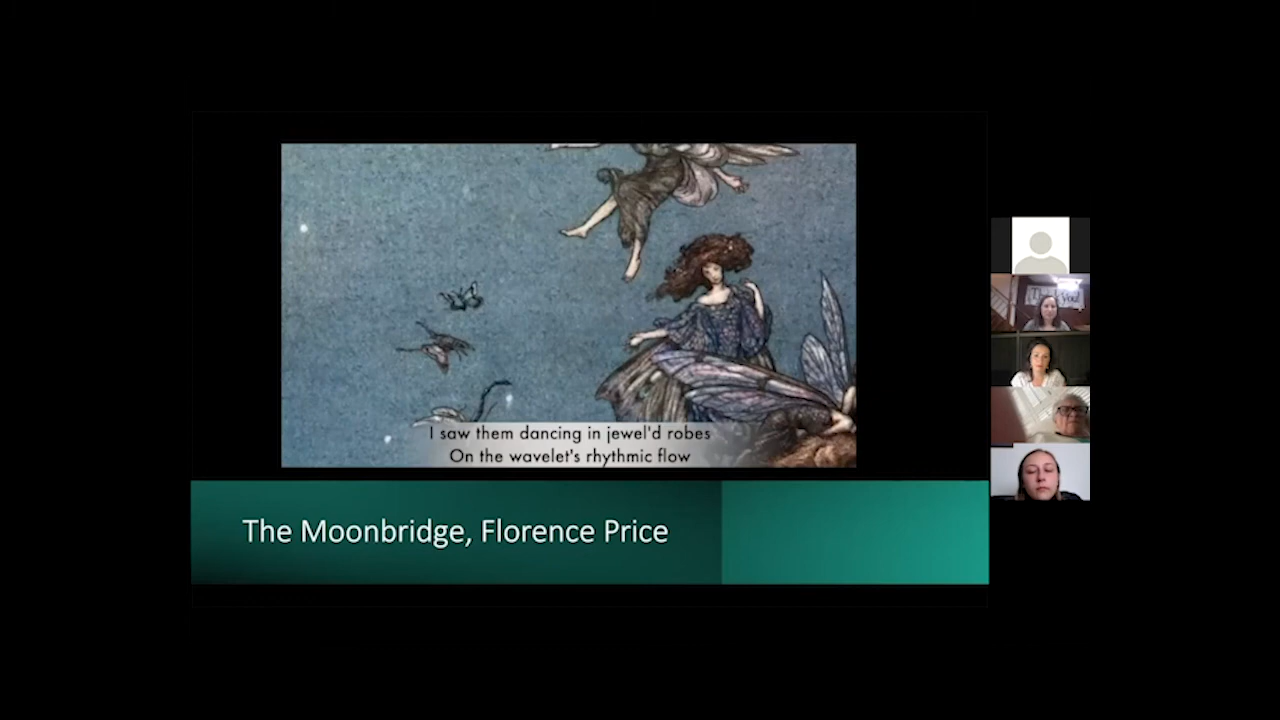 I saw them dancing in jewel'd robes
On the wavelet's rhythmic flow
The Moonbridge, Florence Price